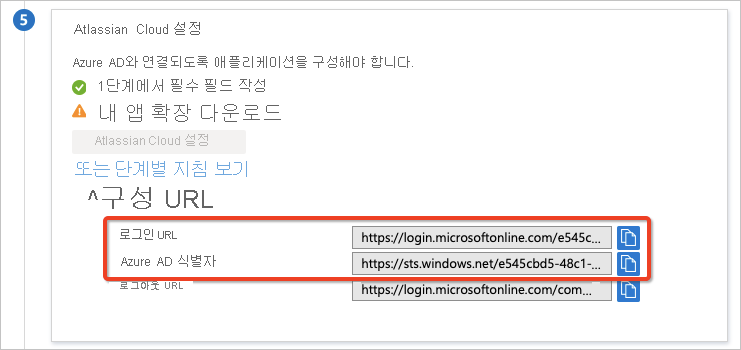 5
Atlassian Cloud 설정
Azure AD와 연결되도록 애플리케이션을 구성해야 합니다.
1단계에서 필수 필드 작성
내 앱 확장 다운로드
Atlassian Cloud 설정
또는 단계별 지침 보기
^구성 URL
로그인 URL https://login.microsoftonline.com/e545c...
Azure AD 식별자 https://sts.windows.net/e545cbd5-48c1-...
로그아웃 URL https://login.microsoftonline.com/com...